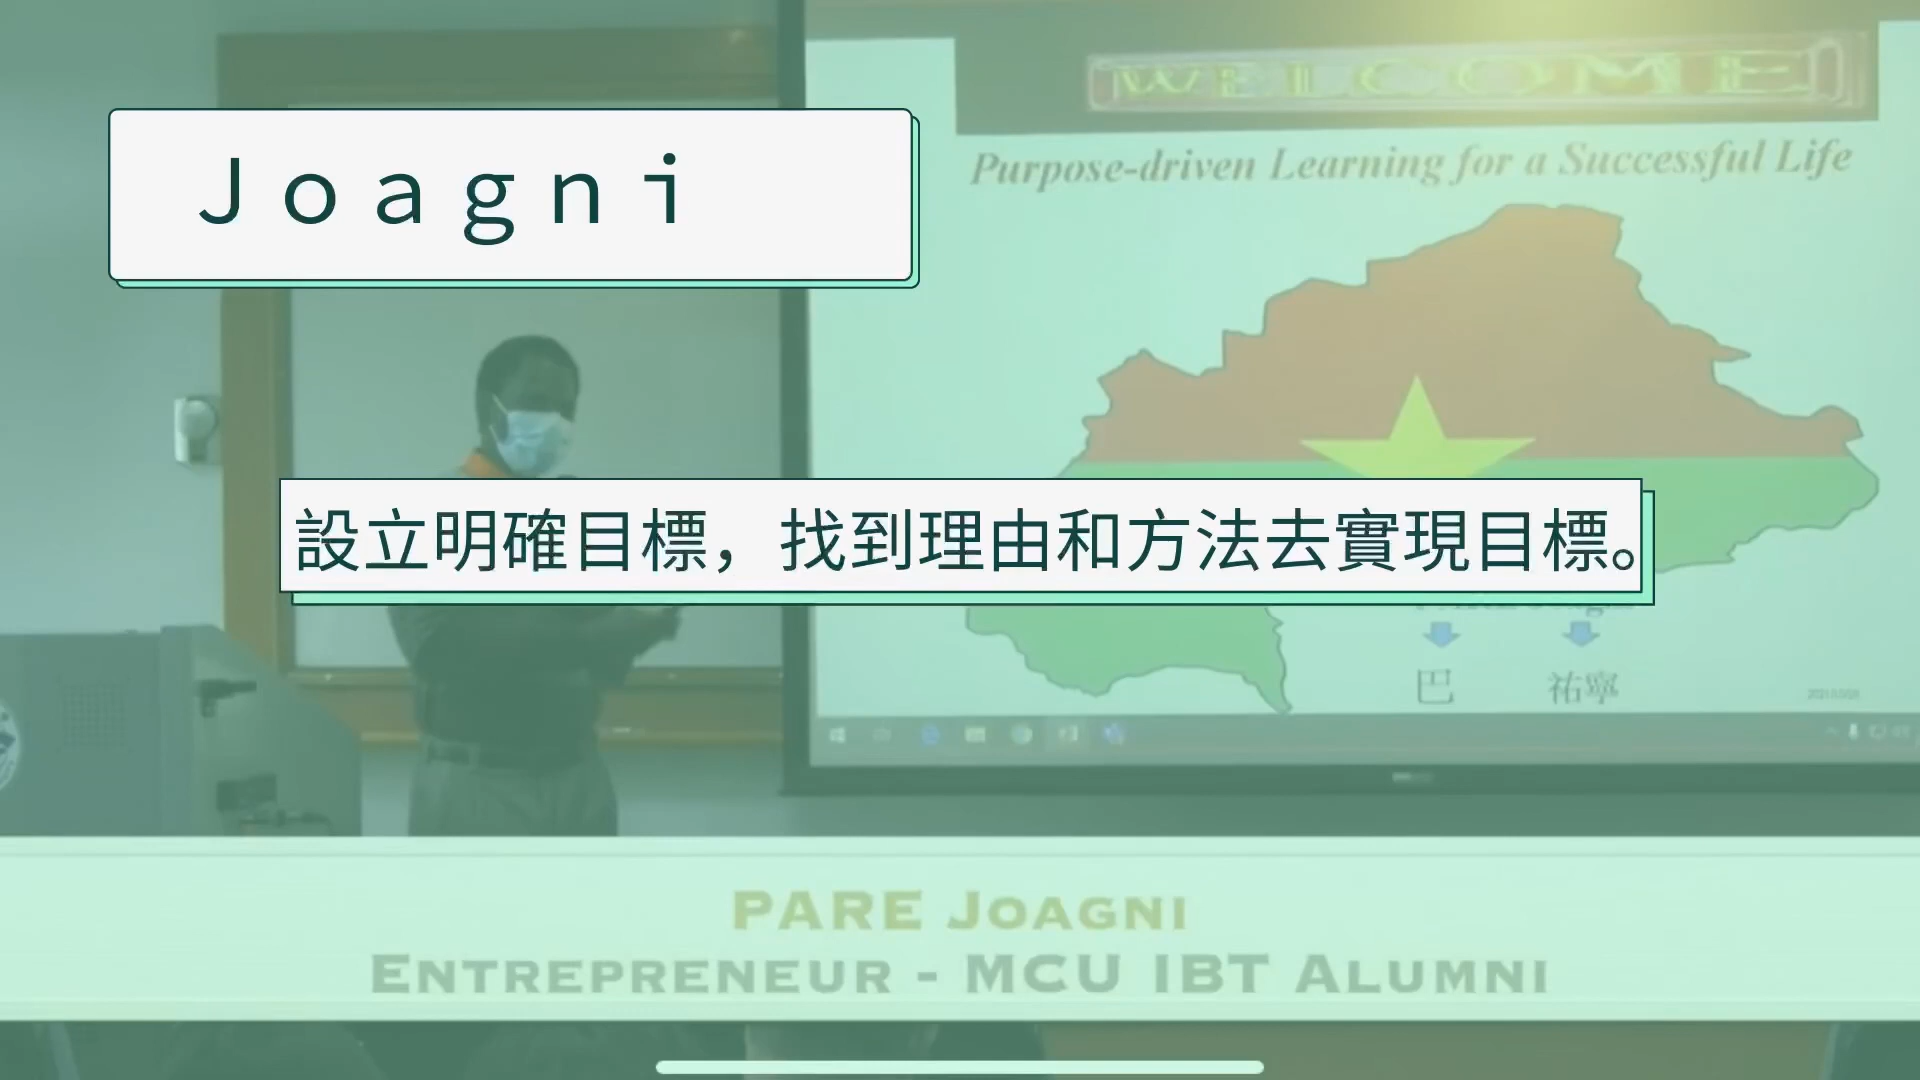 Joagni
WELCOME
Purpose-driven Learning for a Successful Life
設立明確目標，找到理由和方法去實現目標。
巴 祐寧
PARE Joagni
Entrepreneur - MCU IBT Alumni